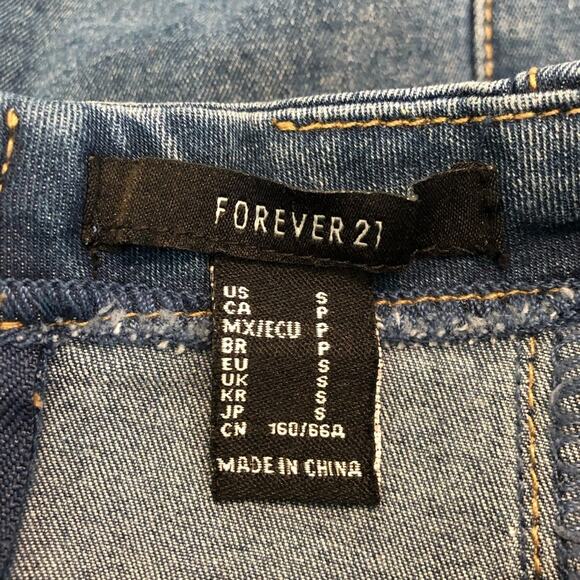 FOREVER 21
US S
CA P
MX/ECU P
BR P
EU S
UK S
KR S
JP S
CN 160/66A
MADE IN CHINA